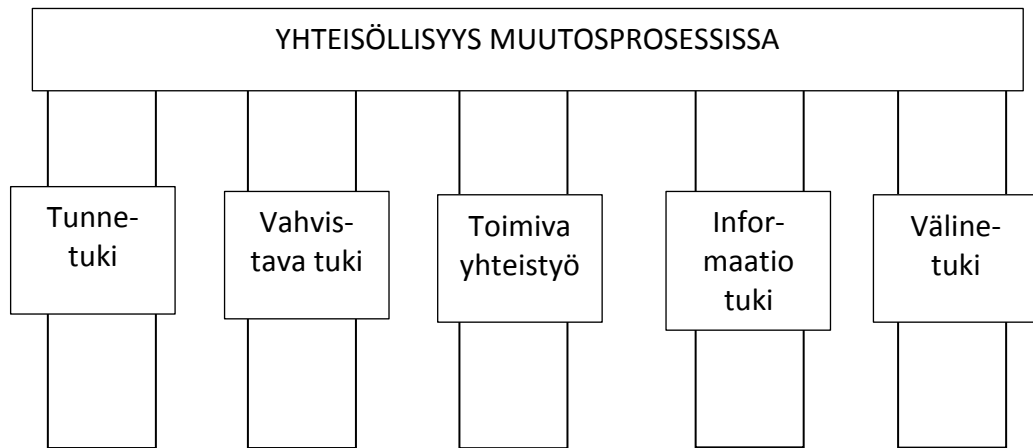 YHTEISÖLLISYYS MUUTOSPROSESSISSA
Tunne-
tuki
Vahvis-
tava tuki
Toimiva
yhteistyö
Infor-
maatio
tuki
Väline-
tuki